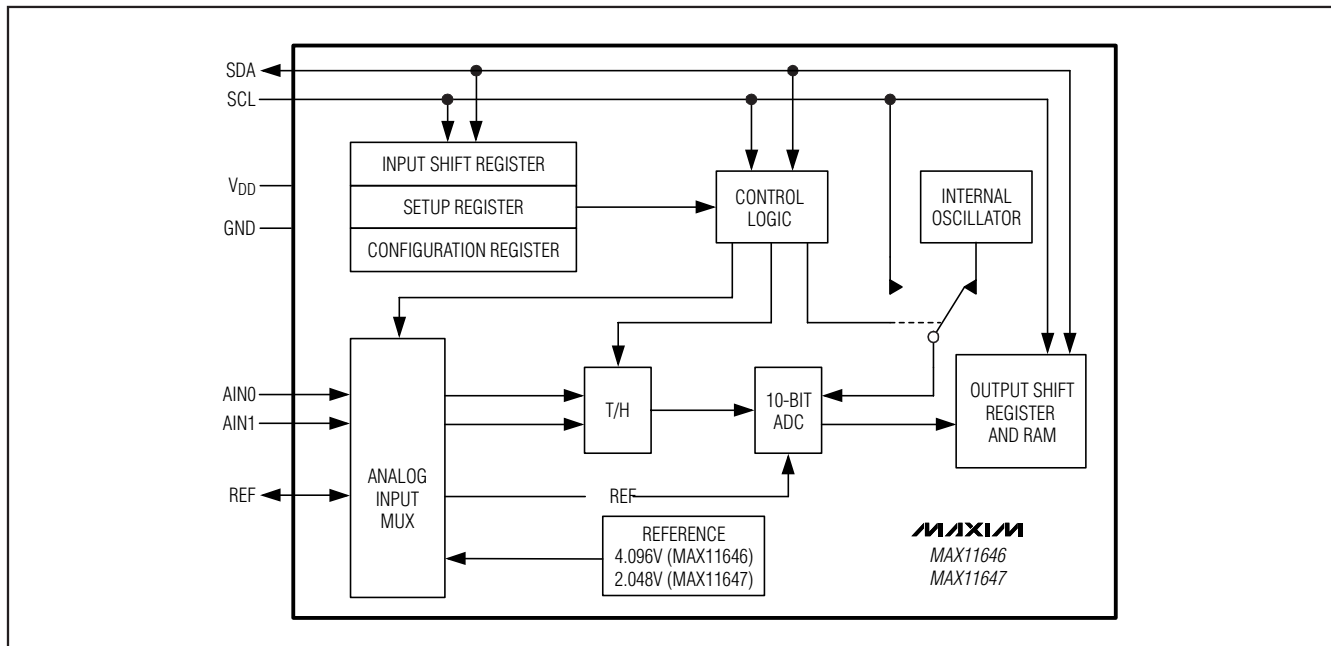 SDA
SCL
VDD
GND
INPUT SHIFT REGISTER
SETUP REGISTER
CONFIGURATION REGISTER
CONTROL
LOGIC
INTERNAL
OSCILLATOR
AIN0
AIN1
REF
ANALOG
INPUT
MUX
T/H
10-BIT
ADC
OUTPUT SHIFT
REGISTER
AND RAM
REF
REFERENCE
4.096V (MAX11646)
2.048V (MAX11647)
MAXIM
MAX11646
MAX11647